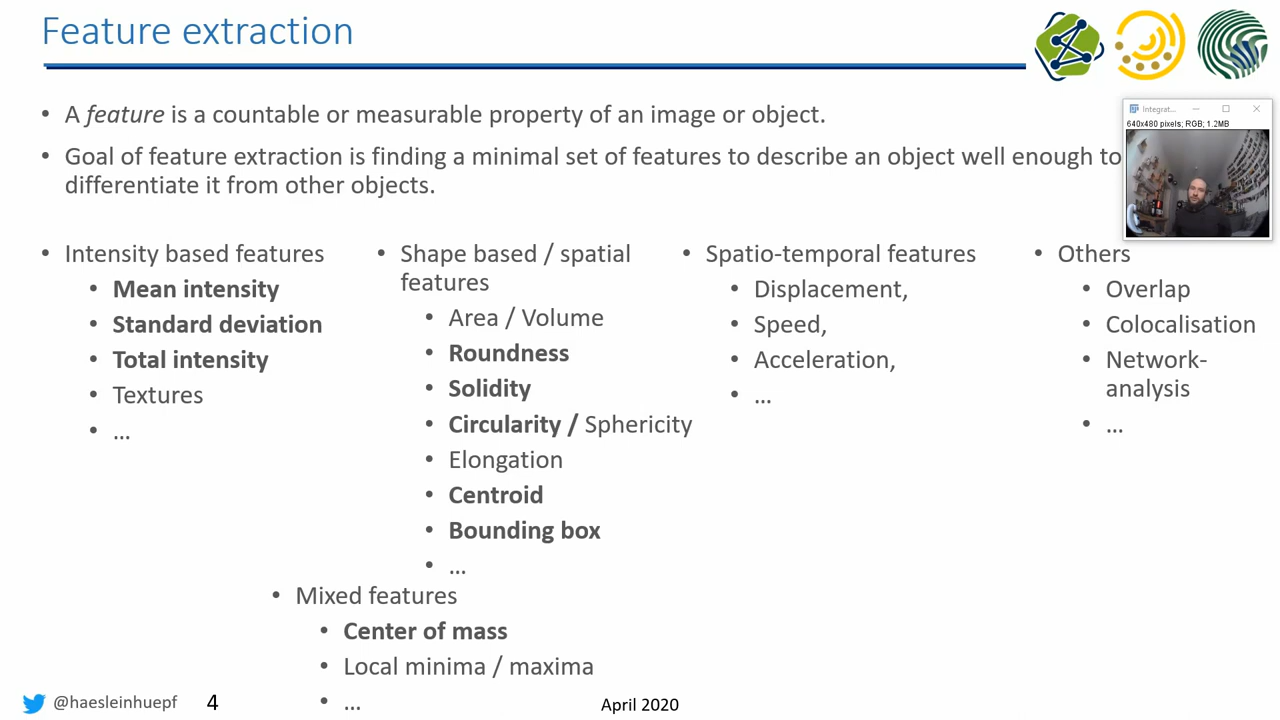 Feature extraction
• A feature is a countable or measurable property of an image or object.
• Goal of feature extraction is finding a minimal set of features to describe an object well enough to
differentiate it from other objects.
Integrat...
640x480 pixels; RGB; 1.2MB
• Intensity based features
• Mean intensity
• Standard deviation
• Total intensity
• Textures
• …
• Shape based / spatial
features
• Area / Volume
• Roundness
• Solidity
• Circularity / Sphericity
• Elongation
• Centroid
• Bounding box
• …
• Spatio-temporal features
• Displacement,
• Speed,
• Acceleration,
• …
• Others
• Overlap
• Colocalisation
• Network-
analysis
• …
• Mixed features
• Center of mass
• Local minima / maxima
• …
@haesleinhuepf
4
April 2020